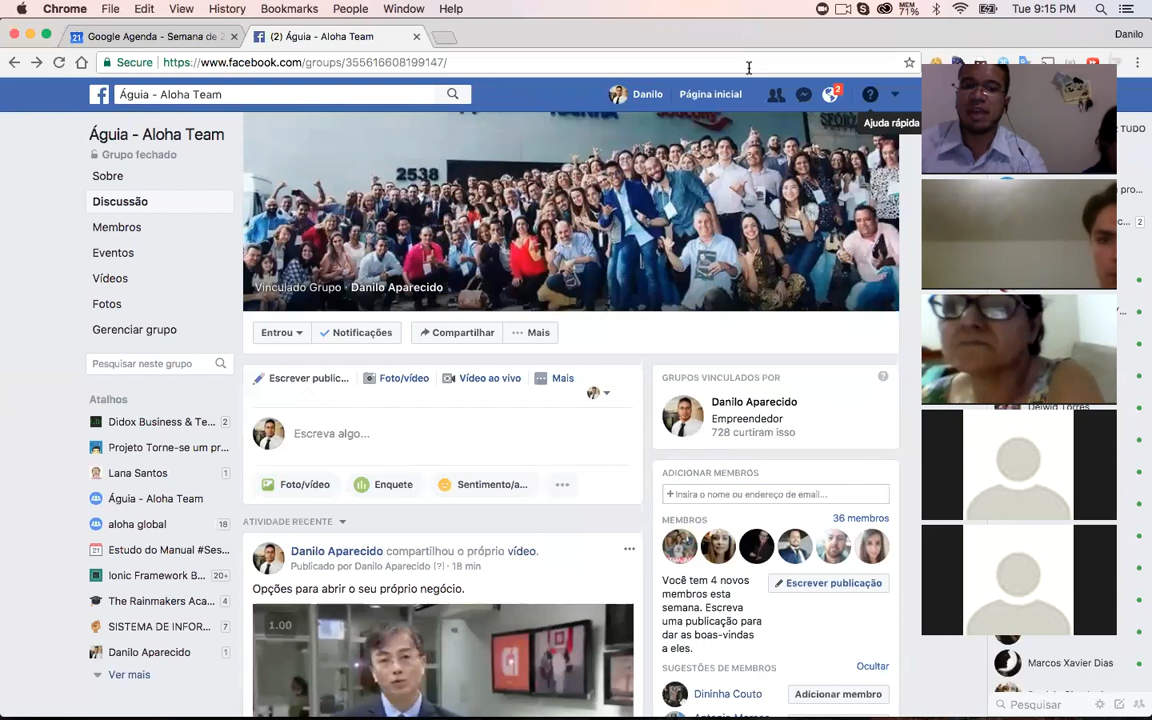 Chrome File Edit View History Bookmarks People Window Help
MEM 71% Tue 9:15 PM
Google Agenda - Semana de 2
(2) Águia - Aloha Team
Danilo
Secure https://www.facebook.com/groups/355616608199147/
Águia - Aloha Team
Danilo Página inicial 2
Ajuda rápida
Águia - Aloha Team
Grupo fechado
Sobre
Discussão
Membros
Eventos
Vídeos
Fotos
Gerenciar grupo
Pesquisar neste grupo
Atalhos
Didox Business & Te... 2
Projeto Torne-se um pr...
Lana Santos 1
Águia - Aloha Team
aloha global 18
Estudo do Manual #Ses...
Ionic Framework B... 20+
The Rainmakers Aca... 4
SISTEMA DE INFOR... 7
Danilo Aparecido 1
Ver mais
2538
Vinculado Grupo · Danilo Aparecido
Entrou Notificações Compartilhar Mais
Escrever public... Foto/vídeo Vídeo ao vivo Mais
Escreva algo...
Foto/vídeo Enquete Sentimento/a...
ATIVIDADE RECENTE
Danilo Aparecido compartilhou o próprio vídeo.
Publicado por Danilo Aparecido [?] · 18 min
Opções para abrir o seu próprio negócio.
1.00
GRUPOS VINCULADOS POR
Danilo Aparecido
Empreendedor
728 curtiram isso
ADICIONAR MEMBROS
+ Insira o nome ou endereço de email...
MEMBROS 36 membros
Você tem 4 novos
membros esta
semana. Escreva
uma publicação para
dar as boas-vindas
a eles.
Escrever publicação
SUGESTÕES DE MEMBROS Ocultar
Dininha Couto Adicionar membro
TUDO
pro...
c... 2
Deiwid Torres
Marcos Xavier Dias
Pesquisar